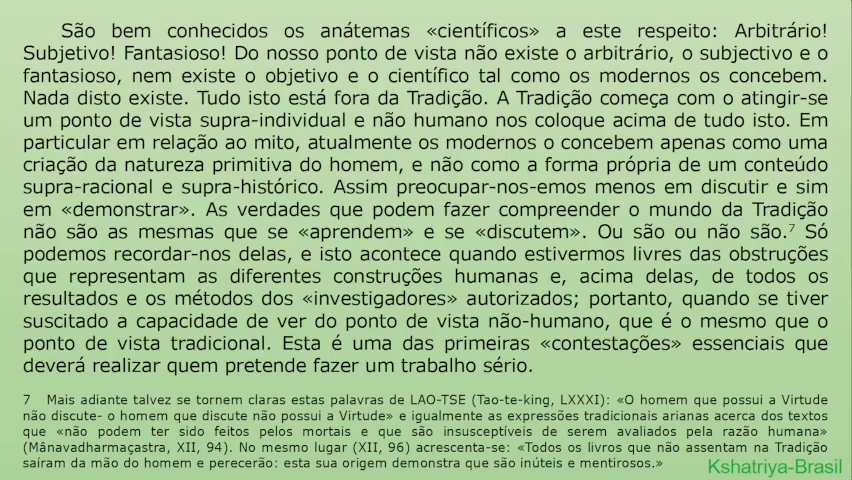 São bem conhecidos os anátemas «científicos» a este respeito: Arbitrário!
Subjetivo! Fantasioso! Do nosso ponto de vista não existe o arbitrário, o subjectivo e o
fantasioso, nem existe o objetivo e o científico tal como os modernos os concebem.
Nada disto existe. Tudo isto está fora da Tradição. A Tradição começa com o atingir-se
um ponto de vista supra-individual e não humano nos coloque acima de tudo isto. Em
particular em relação ao mito, atualmente os modernos o concebem apenas como uma
criação da natureza primitiva do homem, e não como a forma própria de um conteúdo
supra-racional e supra-histórico. Assim preocupar-nos-emos menos em discutir e sim
em «demonstrar». As verdades que podem fazer compreender o mundo da Tradição
não são as mesmas que se «aprendem» e se «discutem». Ou são ou não são.7 Só
podemos recordar-nos delas, e isto acontece quando estivermos livres das obstruções
que representam as diferentes construções humanas e, acima delas, de todos os
resultados e os métodos dos «investigadores» autorizados; portanto, quando se tiver
suscitado a capacidade de ver do ponto de vista não-humano, que é o mesmo que o
ponto de vista tradicional. Esta é uma das primeiras «contestações» essenciais que
deverá realizar quem pretende fazer um trabalho sério.
7 Mais adiante talvez se tornem claras estas palavras de LAO-TSE (Tao-te-king, LXXXI): «O homem que possui a Virtude
não discute- o homem que discute não possui a Virtude» e igualmente as expressões tradicionais arianas acerca dos textos
que «não podem ter sido feitos pelos mortais e que são insusceptíveis de serem avaliados pela razão humana»
(Mânavadharmaçastra, XII, 94). No mesmo lugar (XII, 96) acrescenta-se: «Todos os livros que não assentam na Tradição
saíram da mão do homem e perecerão: esta sua origem demonstra que são inúteis e mentirosos.»
Kshatriya-Brasil